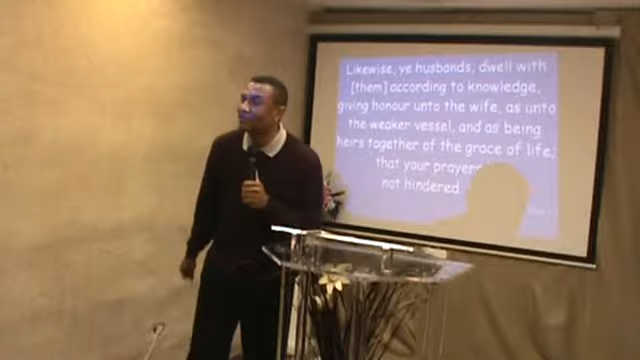 Likewise, ye husbands, dwell with
[them] according to knowledge,
giving honour unto the wife, as unto
the weaker vessel, and as being
heirs together of the grace of life;
that your prayers
not hindered